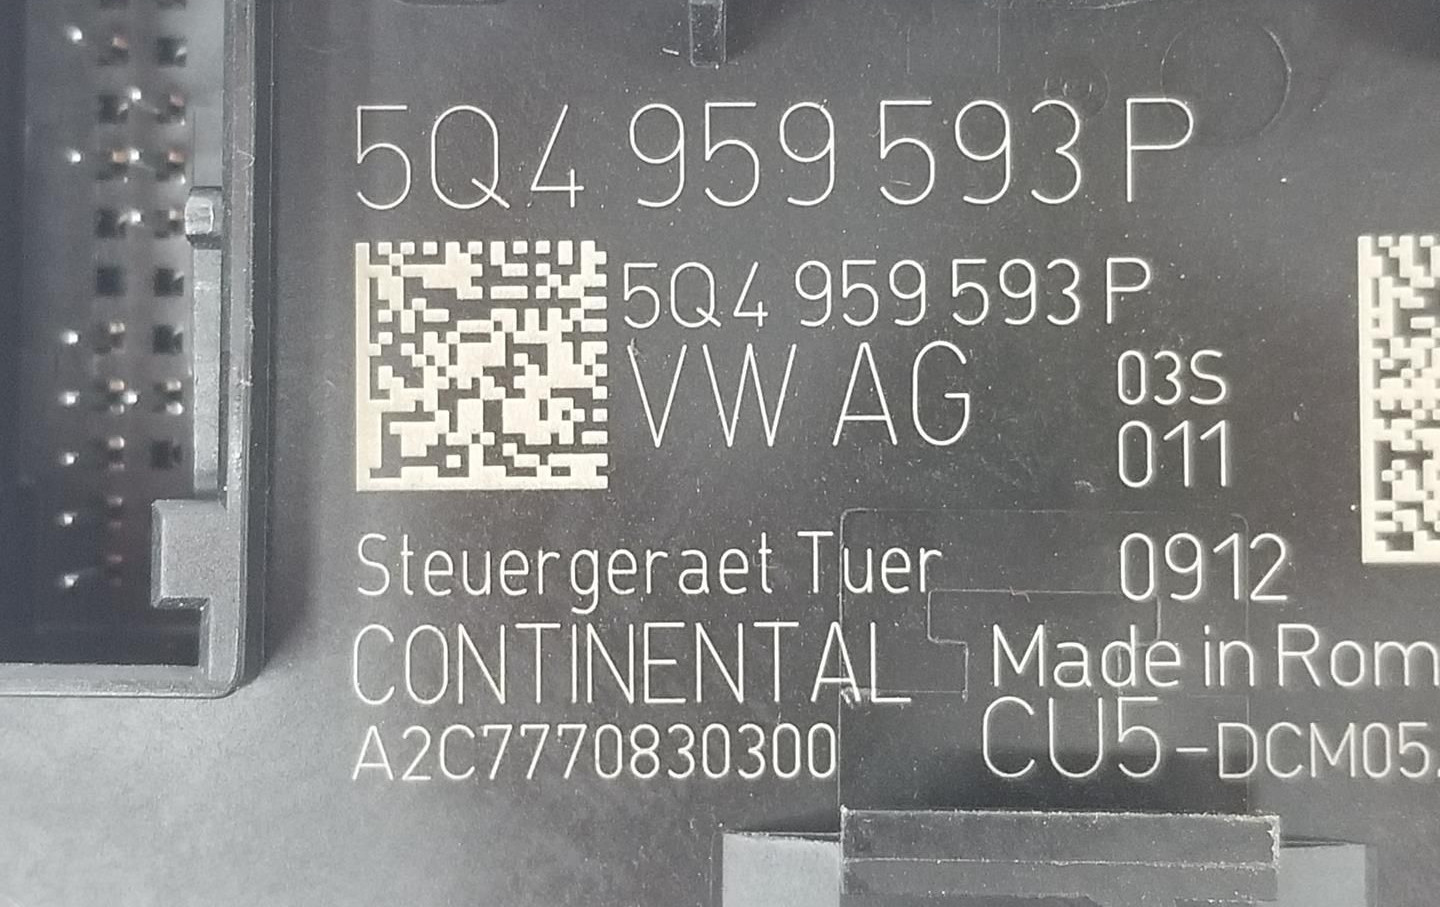 5Q4 959 593 P
5Q4 959 593 P
VW AG
03S
011
Steuergeraet Tuer 0912
CONTINENTAL Made in Rom
A2C7770830300 CU5-DCM05.